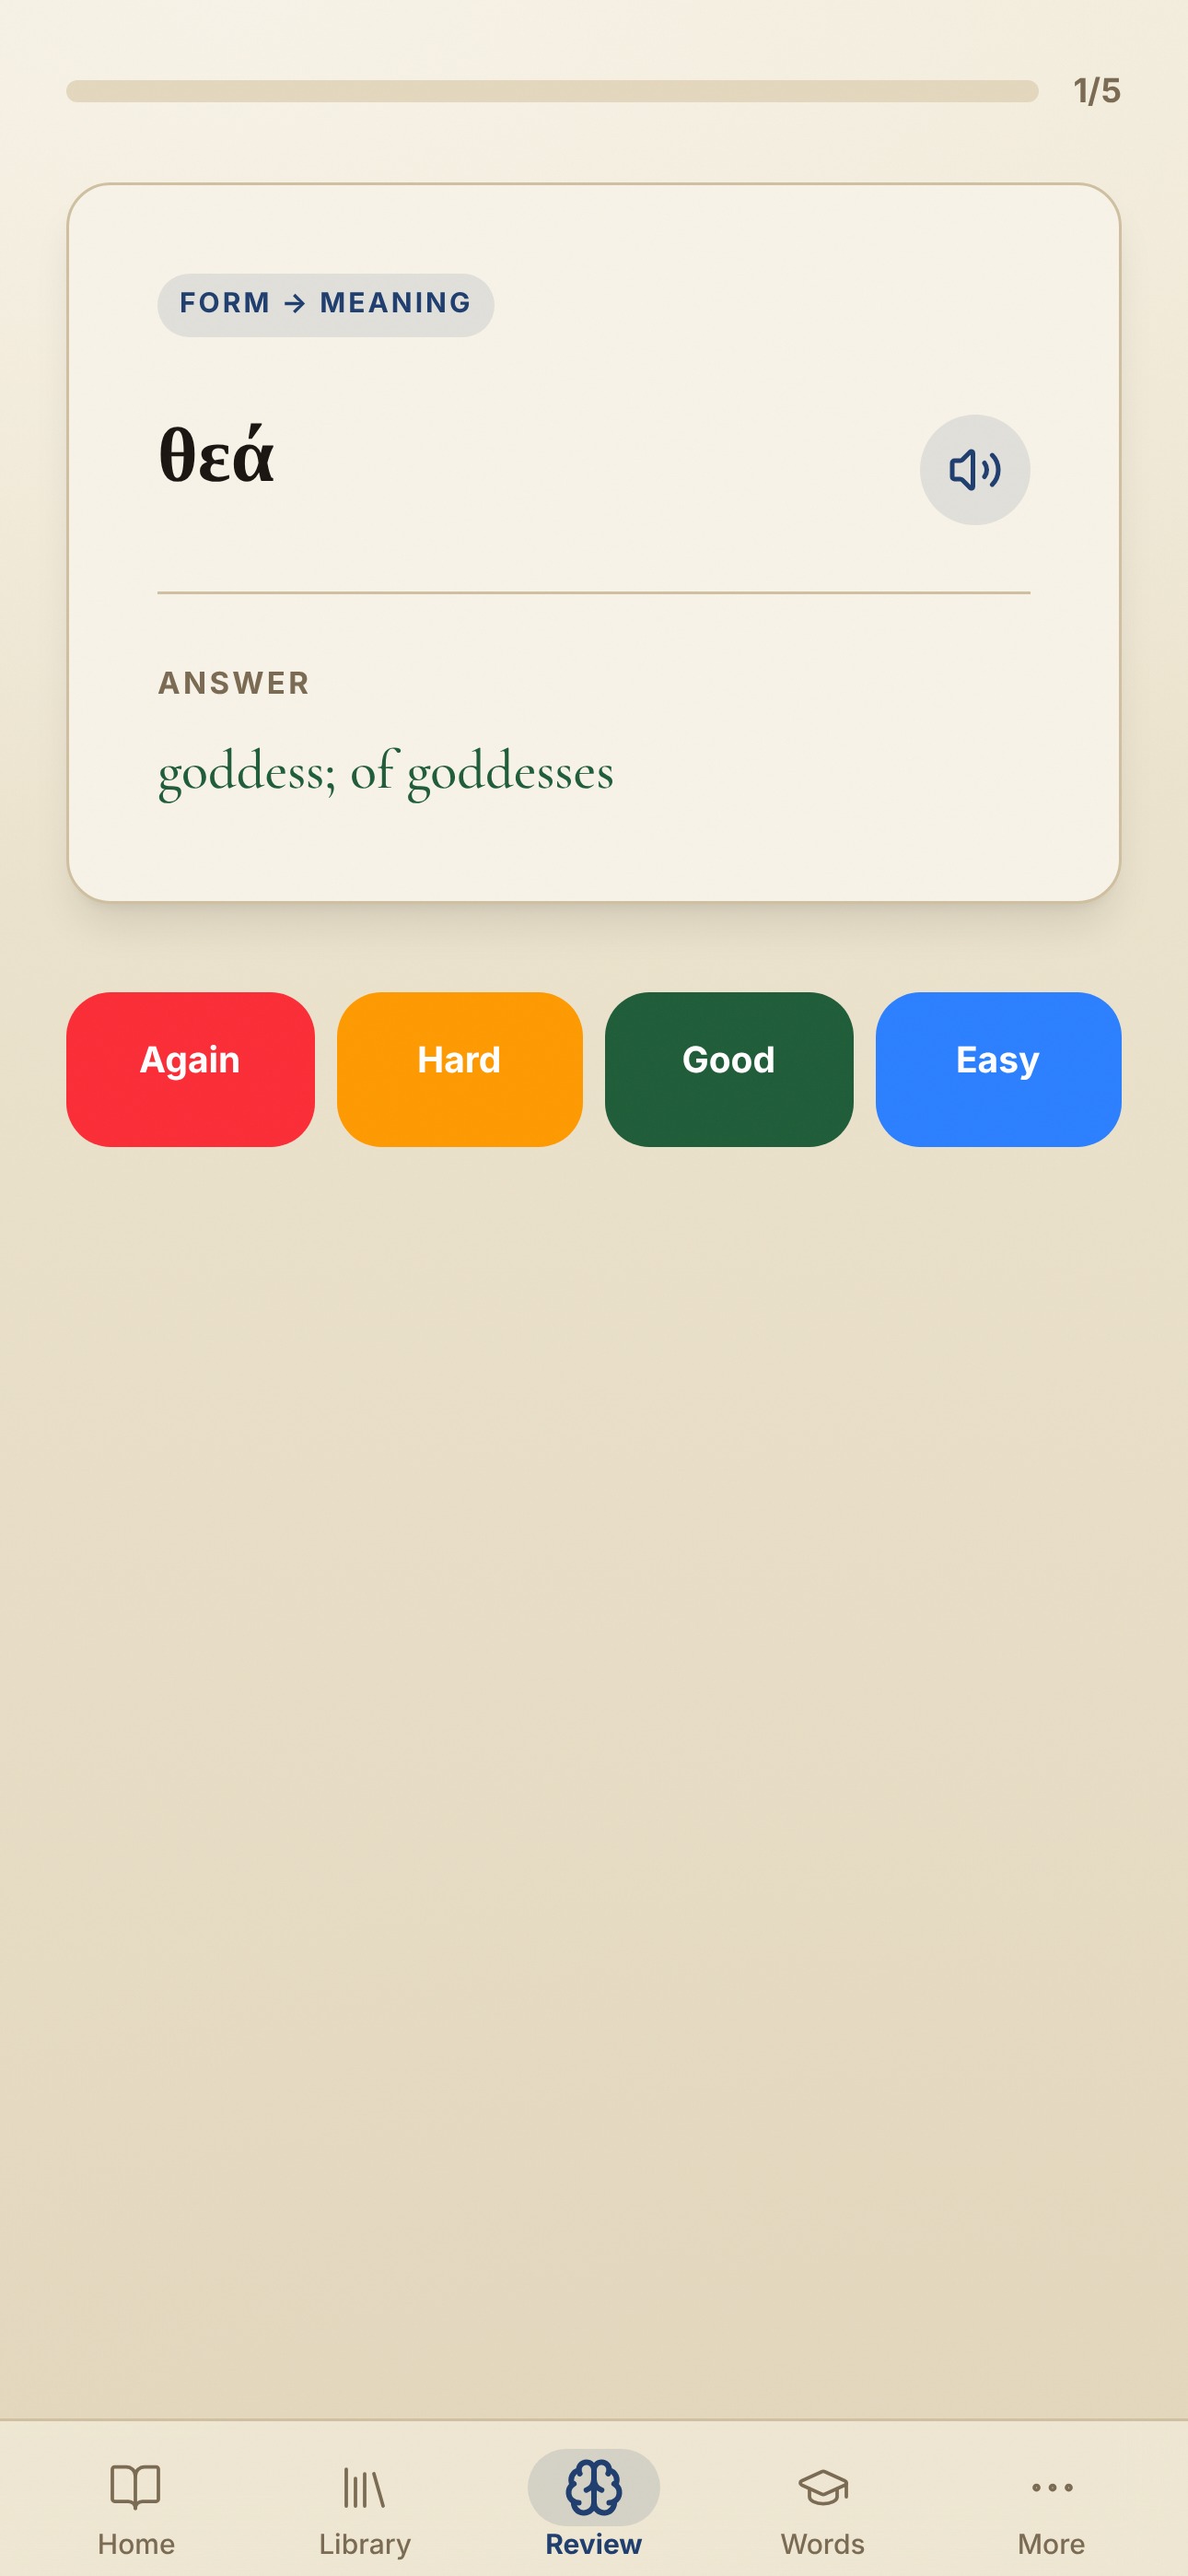 1/5
FORM → MEANING
θεά
ANSWER
goddess; of goddesses
Again Hard Good Easy
Home Library Review Words More